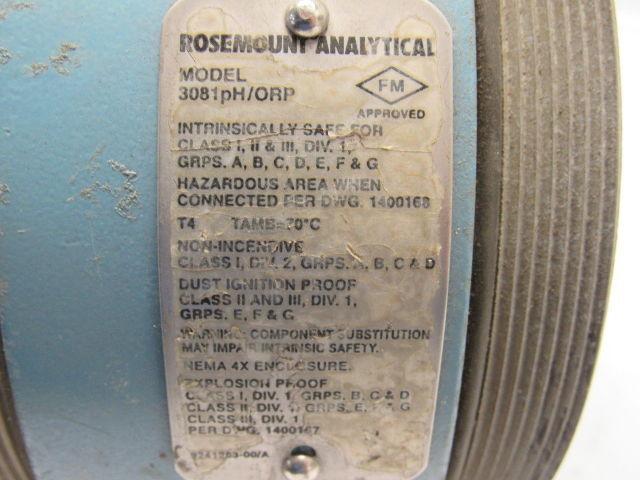 ROSEMOUNT ANALYTICAL
MODEL
3081pH/ORP
FM
APPROVED
INTRINSICALLY SAFE FOR
CLASS I, II & III, DIV. 1,
GRPS. A, B, C, D, E, F & G
HAZARDOUS AREA WHEN
CONNECTED PER DWG. 1400168
T4 TAMB=70°C
NON-INCENDIVE
CLASS I, DIV. 2, GRPS. A, B, C & D
DUST IGNITION PROOF
CLASS II AND III, DIV. 1,
GRPS, E, F & G
WARNING: COMPONENT SUBSTITUTION
MAY IMPAIR INTRINSIC SAFETY.
NEMA 4X ENCLOSURE.
EXPLOSION PROOF
CLASS I, DIV. 1, GRPS. B, C & D
CLASS II, DIV. 1, GRPS. E, F & G
CLASS III, DIV. 1
PER DWG. 1400167
9241263-00/A